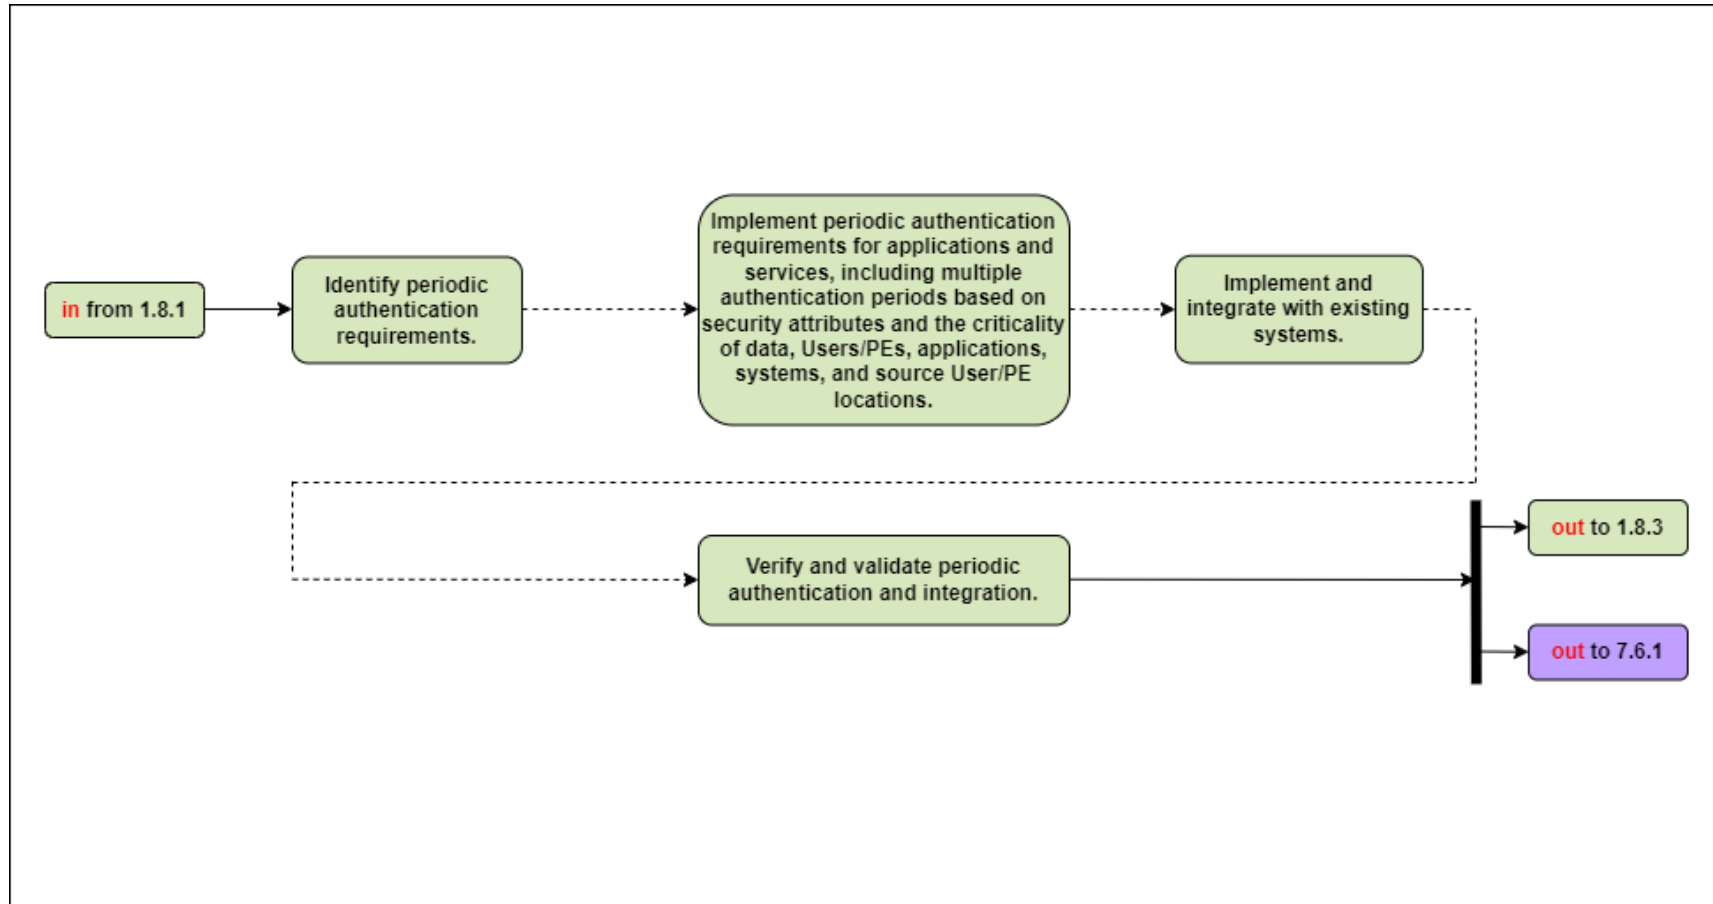 in from 1.8.1
Identify periodic
authentication
requirements.
Implement periodic authentication
requirements for applications and
services, including multiple
authentication periods based on
security attributes and the criticality
of data, Users/PEs, applications,
systems, and source User/PE
locations.
Implement and
integrate with existing
systems.
Verify and validate periodic
authentication and integration.
out to 1.8.3
out to 7.6.1